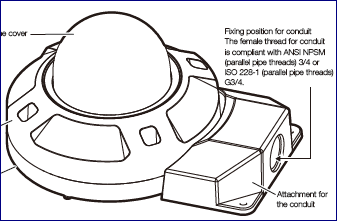 e cover
Fixing position for conduit
The female thread for conduit
is compliant with ANSI NPSM
(parallel pipe threads) 3/4 or
ISO 228-1 (parallel pipe threads)
G3/4.
Attachment for
the conduit